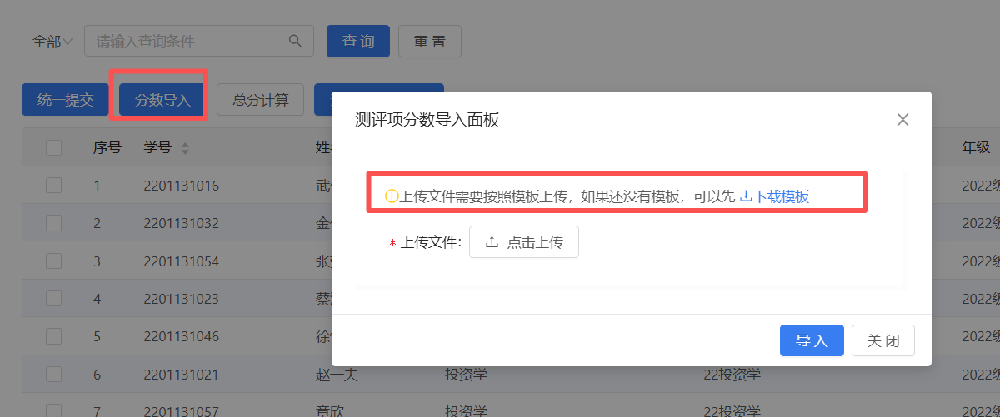 全部 请输入查询条件 查 询 重 置
统一提交 分数导入 总分计算
测评项分数导入面板
序号 学号 年级
上传文件需要按照模板上传，如果还没有模板，可以先 下载模板
1 2201131016 武 2022级
2 2201131032 金 2022级
* 上传文件: 点击上传
3 2201131054 张 2022级
4 2201131023 蔡 2022级
5 2201131046 徐 2022级
导 入 关 闭
6 2201131021 赵一夫 投资学 22投资学 2022级
7 2201131057 章欣 投资学 22投资学 2022级